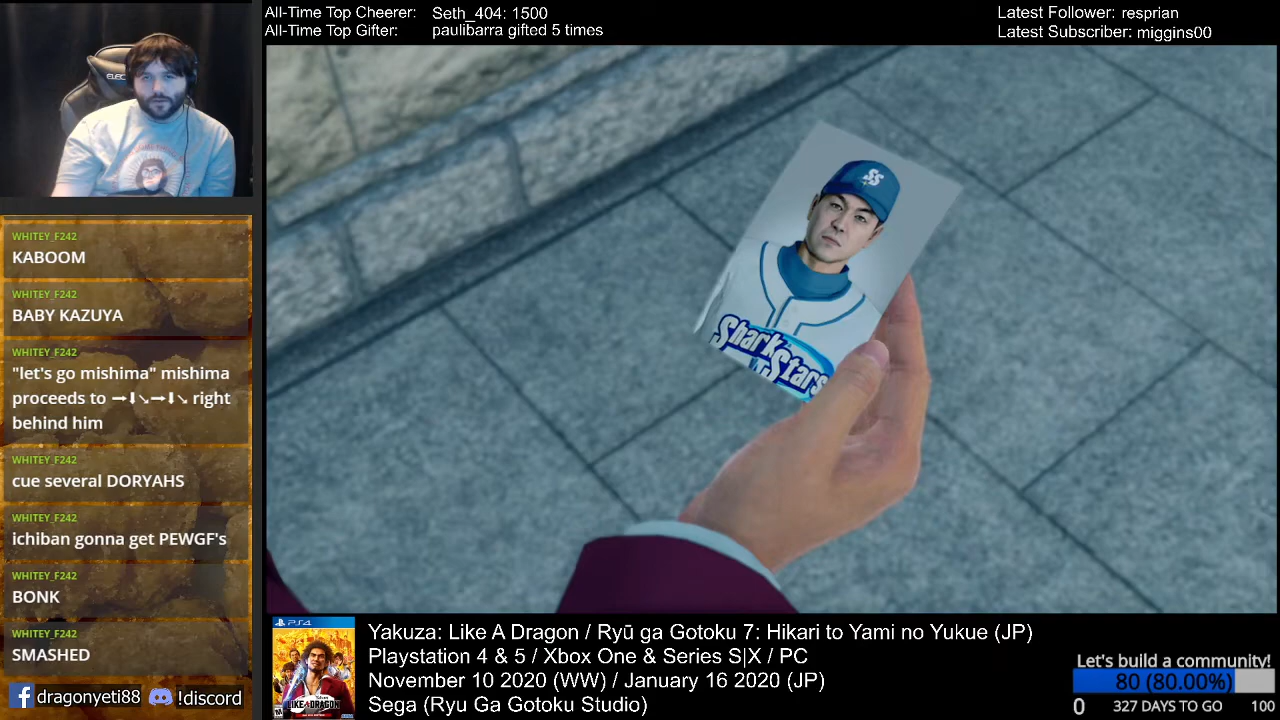 All-Time Top Cheerer: Seth_404: 1500
All-Time Top Gifter: paulibarra gifted 5 times
Latest Follower: resprian
Latest Subscriber: miggins00
WHITEY_F242
KABOOM
WHITEY_F242
BABY KAZUYA
WHITEY_F242
"let's go mishima" mishima
proceeds to ➞⬇↘➞⬇↘ right
behind him
WHITEY_F242
cue several DORYAHS
WHITEY_F242
ichiban gonna get PEWGF's
WHITEY_F242
BONK
WHITEY_F242
SMASHED
dragonyeti88 !discord
SS
Shark Stars
PS4
LIKE A DRAGON
Yakuza: Like A Dragon / Ryū ga Gotoku 7: Hikari to Yami no Yukue (JP)
Playstation 4 & 5 / Xbox One & Series S|X / PC
November 10 2020 (WW) / January 16 2020 (JP)
Sega (Ryu Ga Gotoku Studio)
Let's build a community!
80 (80.00%)
0 327 DAYS TO GO 100